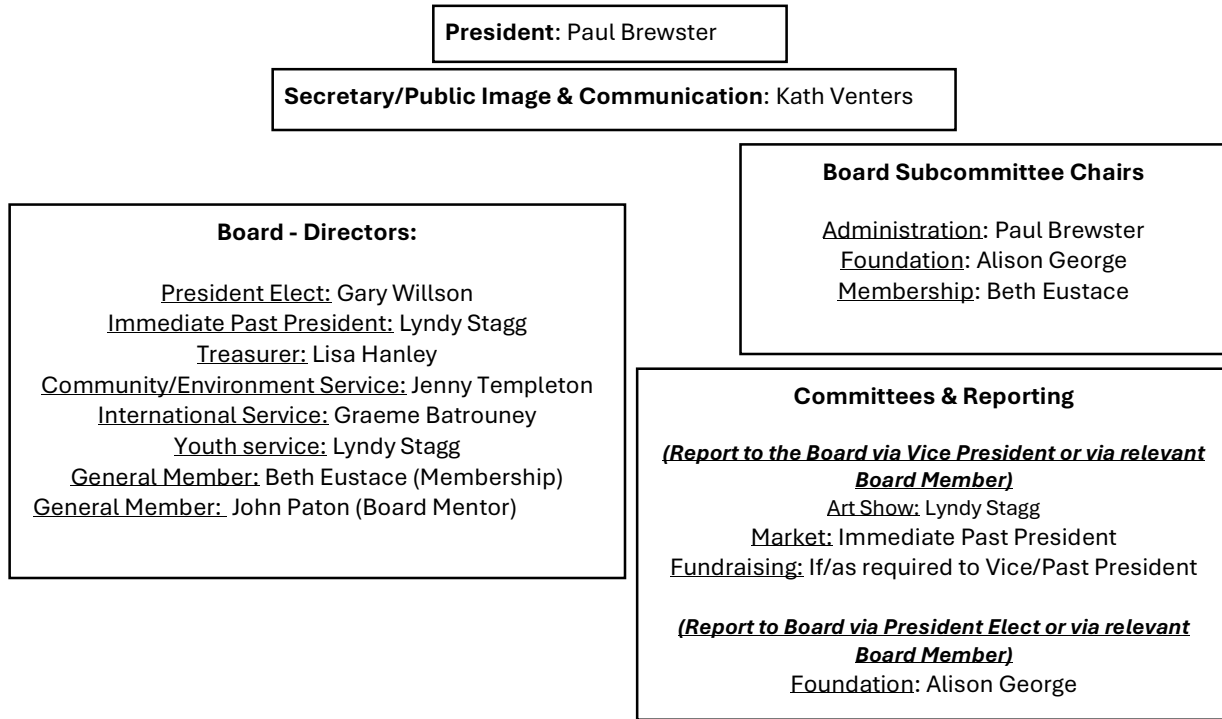 President: Paul Brewster
Secretary/Public Image & Communication: Kath Venters
Board Subcommittee Chairs
Administration: Paul Brewster
Foundation: Alison George
Membership: Beth Eustace
Board - Directors:
President Elect: Gary Willson
Immediate Past President: Lyndy Stagg
Treasurer: Lisa Hanley
Community/Environment Service: Jenny Templeton
International Service: Graeme Batrouney
Youth service: Lyndy Stagg
General Member: Beth Eustace (Membership)
General Member: John Paton (Board Mentor)
Committees & Reporting
(Report to the Board via Vice President or via relevant
Board Member)
Art Show: Lyndy Stagg
Market: Immediate Past President
Fundraising: If/as required to Vice/Past President
(Report to Board via President Elect or via relevant
Board Member)
Foundation: Alison George